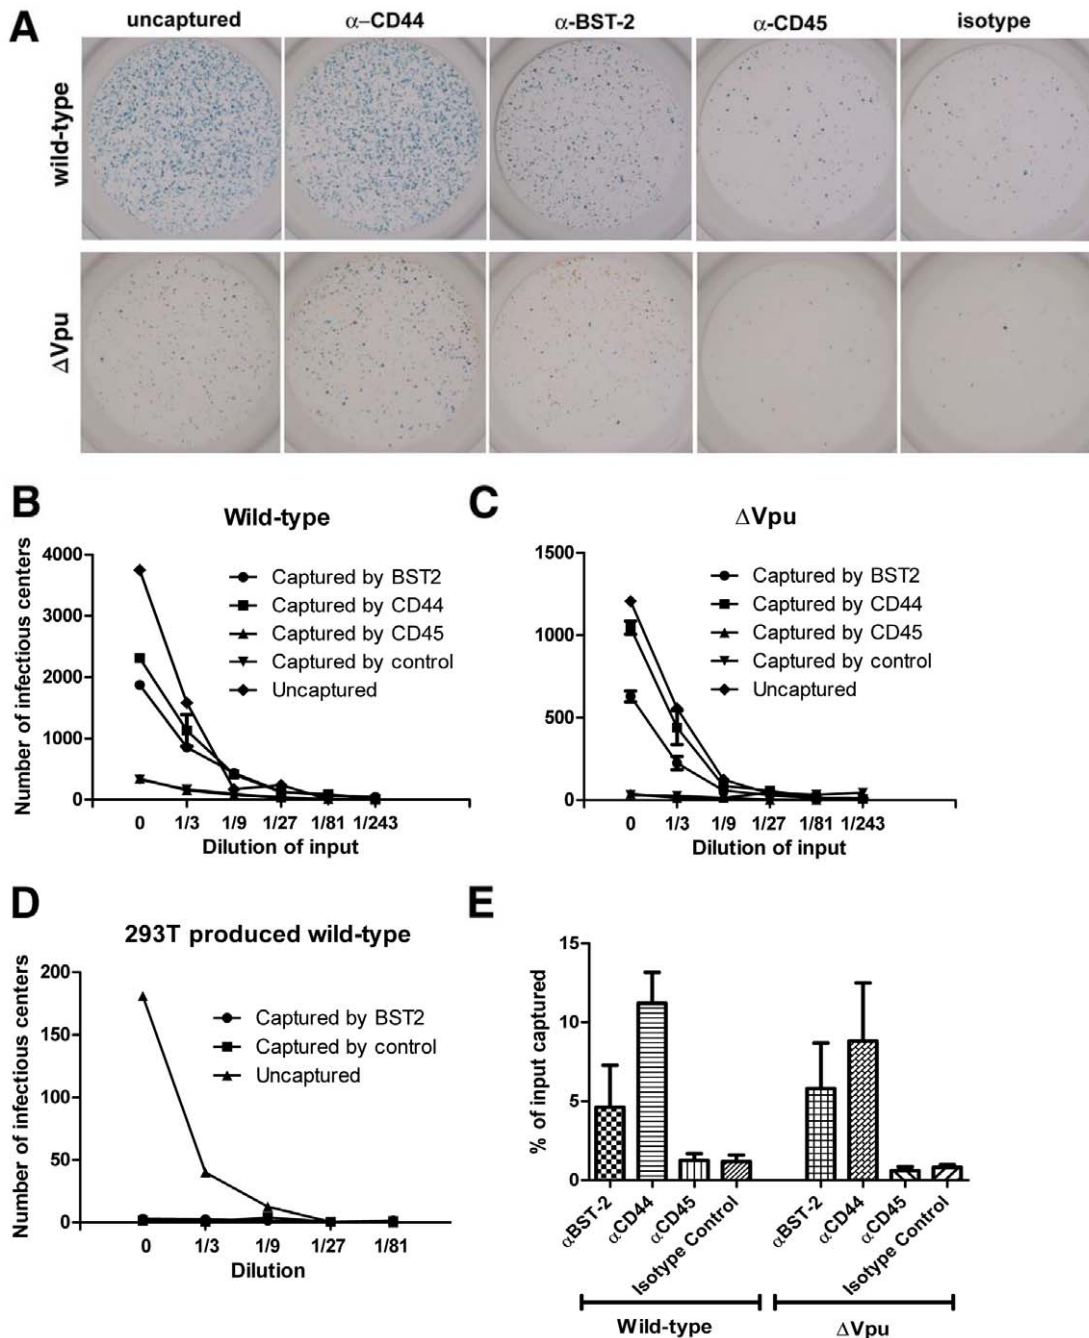 A
uncaptured α−CD44 α-BST-2 α-CD45 isotype
wild-type
ΔVpu
B
Wild-type
Number of infectious centers
4000
3000
2000
1000
0
Captured by BST2
Captured by CD44
Captured by CD45
Captured by control
Uncaptured
0 1/3 1/9 1/27 1/81 1/243
Dilution of input
C
ΔVpu
1500
1000
500
0
Captured by BST2
Captured by CD44
Captured by CD45
Captured by control
Uncaptured
0 1/3 1/9 1/27 1/81 1/243
Dilution of input
D
293T produced wild-type
Number of infectious centers
200
150
100
50
0
Captured by BST2
Captured by control
Uncaptured
0 1/3 1/9 1/27 1/81
Dilution
E
% of input captured
15
10
5
0
αBST-2
αCD44
αCD45
Isotype Control
αBST-2
αCD44
αCD45
Isotype Control
Wild-type
ΔVpu